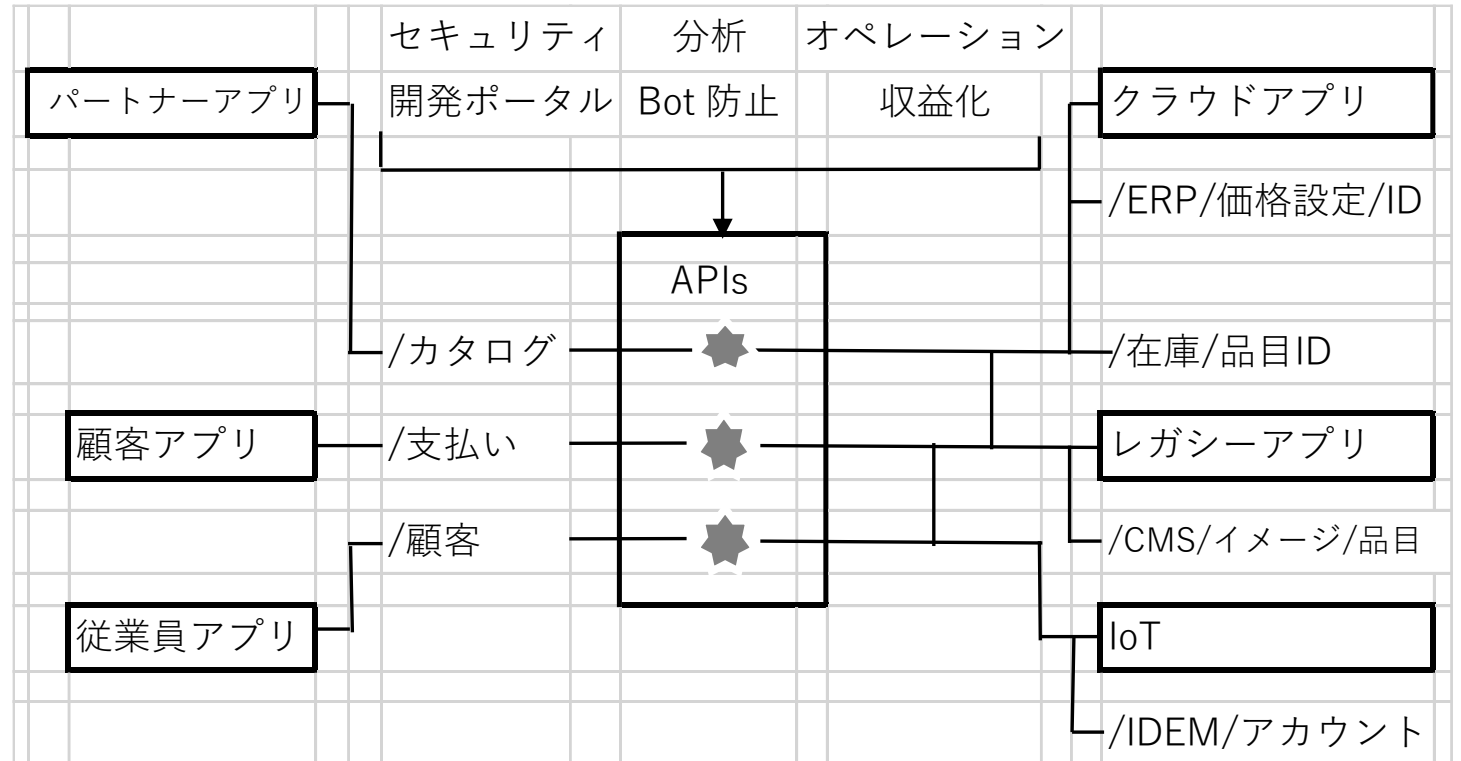 セキュリティ 分析 オペレーション
パートナーアプリ 開発ポータル Bot 防止 収益化 クラウドアプリ
/ERP/価格設定/ID
APIs
/カタログ /在庫/品目ID
顧客アプリ /支払い レガシーアプリ
/顧客 /CMS/イメージ/品目
従業員アプリ IoT
/IDEM/アカウント